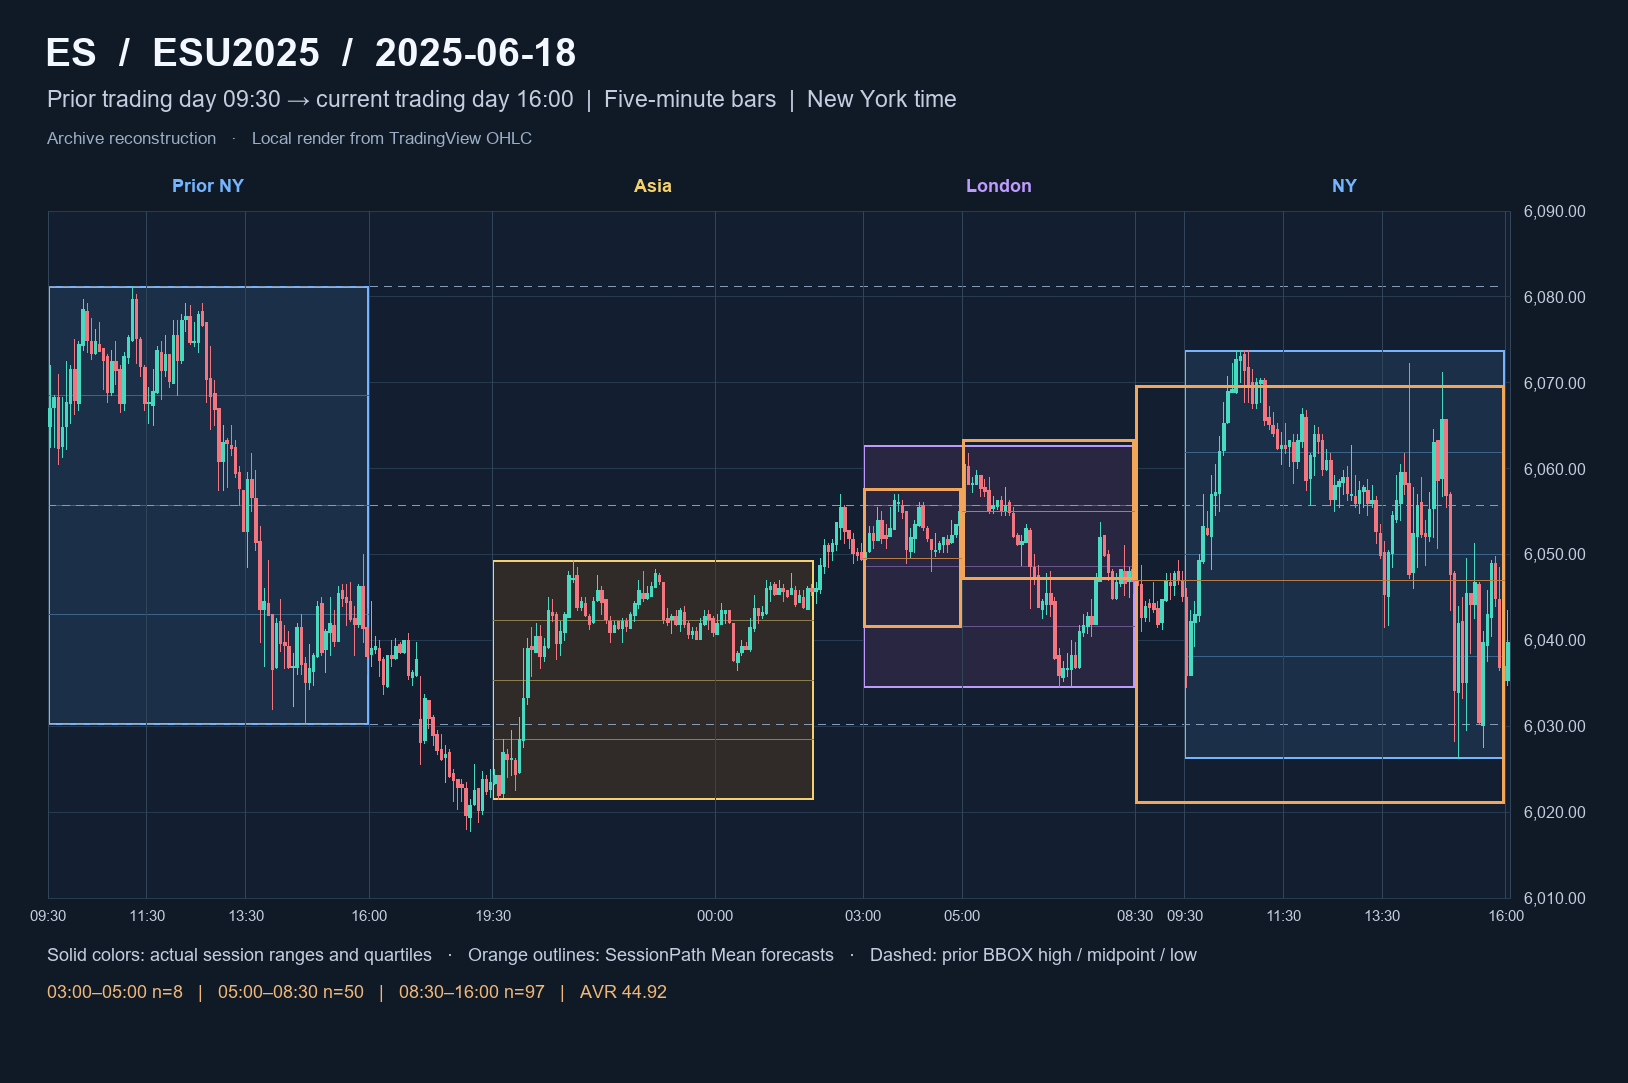 ES / ESU2025 / 2025-06-18
Prior trading day 09:30 → current trading day 16:00 | Five-minute bars | New York time
Archive reconstruction · Local render from TradingView OHLC
Prior NY Asia London NY
6,090.00
6,080.00
6,070.00
6,060.00
6,050.00
6,040.00
6,030.00
6,020.00
6,010.00
09:30 11:30 13:30 16:00 19:30 00:00 03:00 05:00 08:30 09:30 11:30 13:30 16:00
Solid colors: actual session ranges and quartiles · Orange outlines: SessionPath Mean forecasts · Dashed: prior BBOX high / midpoint / low
03:00–05:00 n=8 | 05:00–08:30 n=50 | 08:30–16:00 n=97 | AVR 44.92